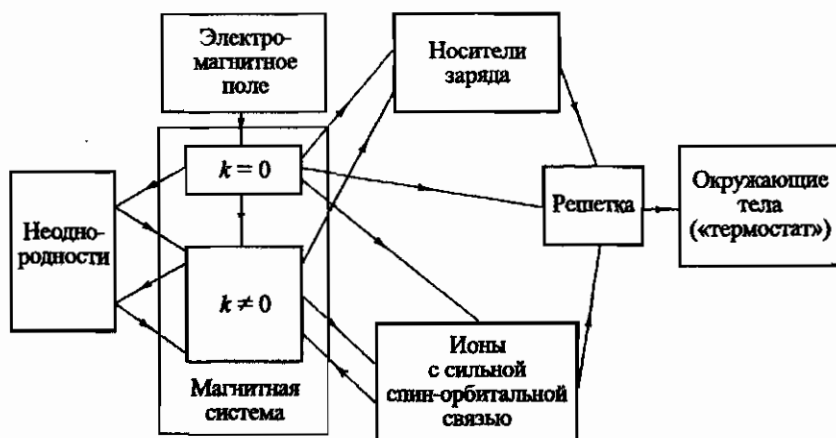 Электро-
магнитное
поле
Носители
заряда
k = 0
Неодно-
родности
Решетка
Окружающие
тела
(«термостат»)
k ≠ 0
Ионы
с сильной
спин-орбитальной
связью
Магнитная
система